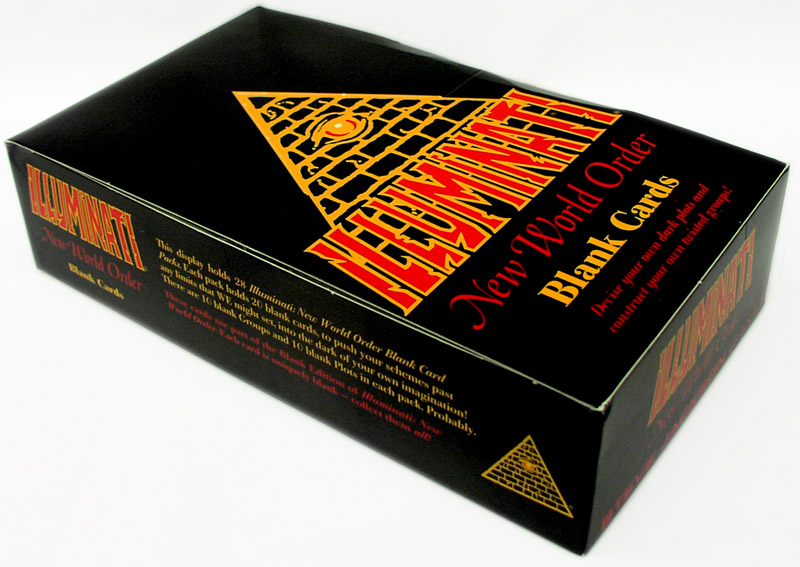 ILLUMINATI
New World Order
Blank Cards
Devise your own dark plots and
construct your own twisted groups!
ILLUMINATI
New World Order
Blank Cards
This display holds 28 Illuminati: New World Order Blank Card
Packs. Each pack holds 20 blank cards, to push your schemes past
any limits that WE might set, into the dark of your own imagination!
There are 10 blank Groups and 10 blank Plots in each pack. Probably.
These cards are part of the Blank Edition of Illuminati: New
World Order. Each card is uniquely blank – collect them all!
ILLUMINATI